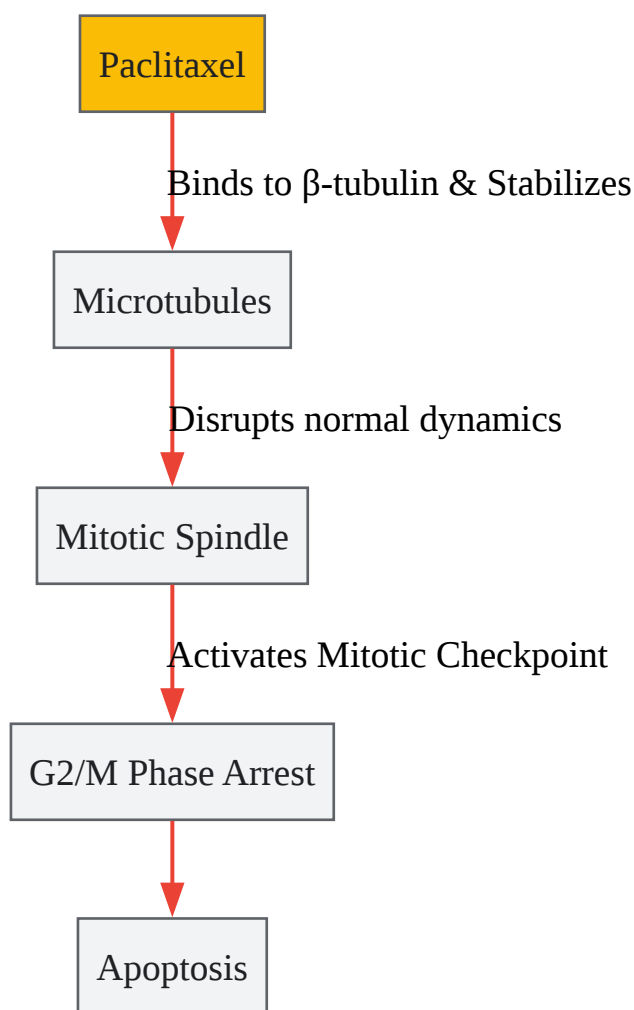 Paclitaxel
Binds to β-tubulin & Stabilizes
Microtubules
Disrupts normal dynamics
Mitotic Spindle
Activates Mitotic Checkpoint
G2/M Phase Arrest
Apoptosis